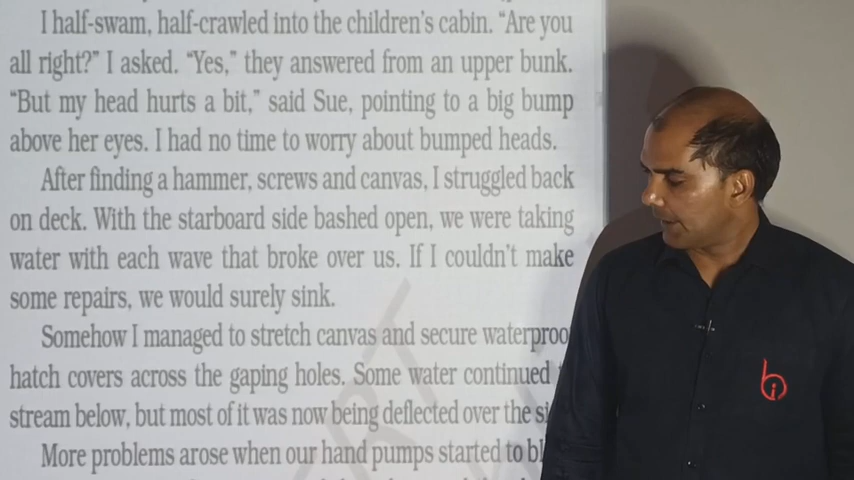 I half-swam, half-crawled into the children's cabin. "Are you
all right?" I asked. "Yes," they answered from an upper bunk.
"But my head hurts a bit," said Sue, pointing to a big bump
above her eyes. I had no time to worry about bumped heads.
After finding a hammer, screws and canvas, I struggled back
on deck. With the starboard side bashed open, we were taking
water with each wave that broke over us. If I couldn't make
some repairs, we would surely sink.
Somehow I managed to stretch canvas and secure waterproo
hatch covers across the gaping holes. Some water continued
stream below, but most of it was now being deflected over the si
More problems arose when our hand pumps started to bl